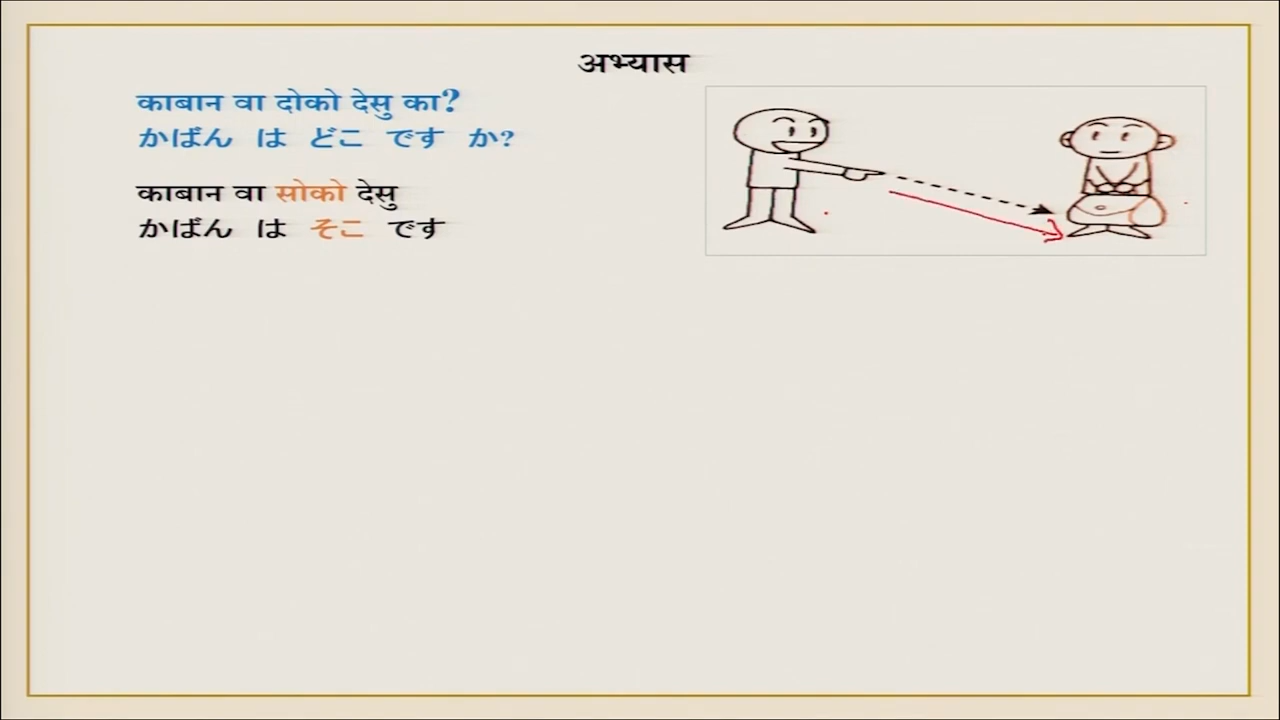 अभ्यास
काबान वा दोको देसु का?
かばん は どこ です か?
काबान वा सोको देसु
かばん は そこ です